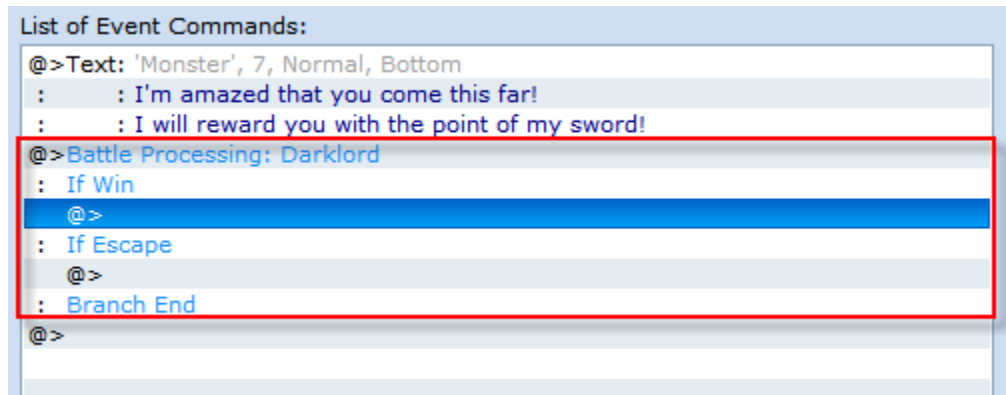 List of Event Commands:
@>Text: 'Monster', 7, Normal, Bottom
:     : I'm amazed that you come this far!
:     : I will reward you with the point of my sword!
@>Battle Processing: Darklord
: If Win
@>
: If Escape
@>
: Branch End
@>